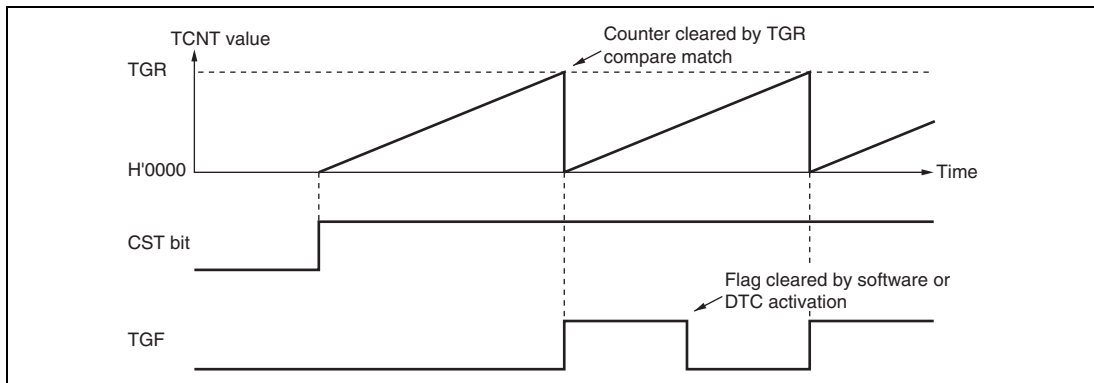 TCNT value
Counter cleared by TGR
compare match
TGR
H'0000
Time
CST bit
Flag cleared by software or
DTC activation
TGF